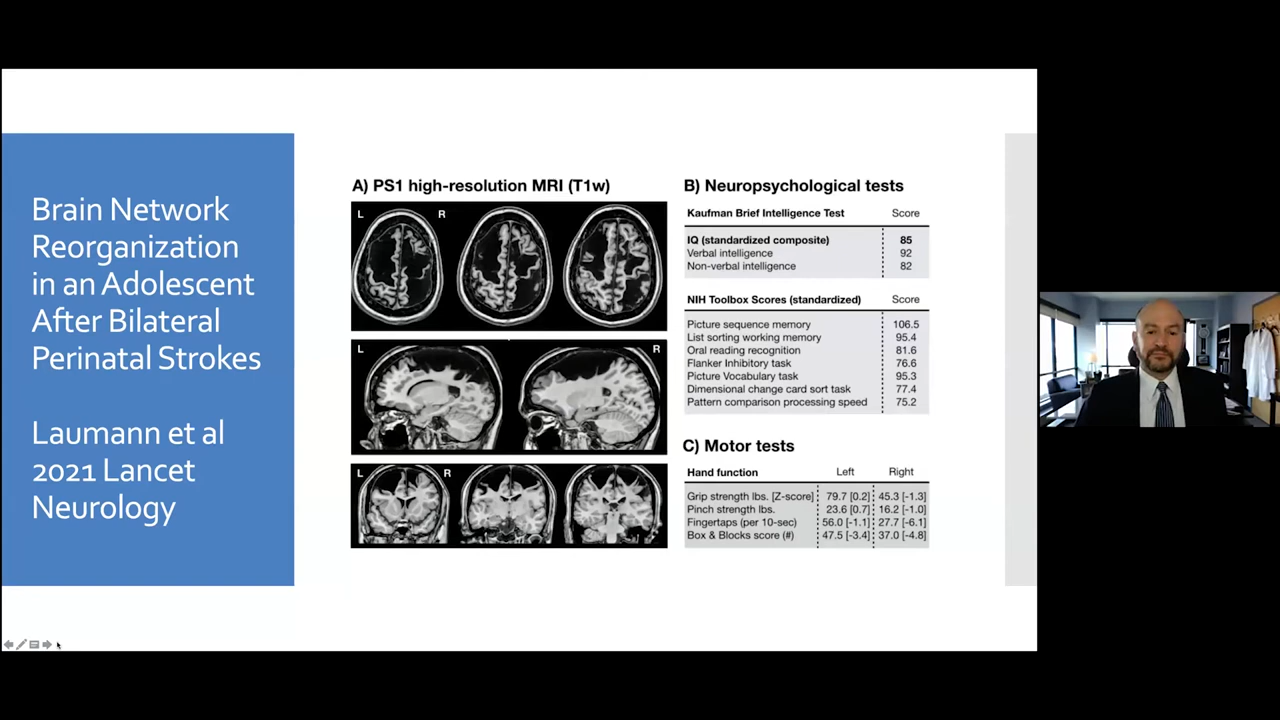 Brain Network
Reorganization
in an Adolescent
After Bilateral
Perinatal Strokes
Laumann et al
2021 Lancet
Neurology
A) PS1 high-resolution MRI (T1w)
L R
L R
L R
B) Neuropsychological tests
Kaufman Brief Intelligence Test Score
IQ (standardized composite) 85
Verbal intelligence 92
Non-verbal intelligence 82
NIH Toolbox Scores (standardized) Score
Picture sequence memory 106.5
List sorting working memory 95.4
Oral reading recognition 81.6
Flanker Inhibitory task 76.6
Picture Vocabulary task 95.3
Dimensional change card sort task 77.4
Pattern comparison processing speed 75.2
C) Motor tests
Hand function Left Right
Grip strength lbs. [Z-score] 79.7 [0.2] 45.3 [-1.3]
Pinch strength lbs. 23.6 [0.7] 16.2 [-1.0]
Fingertaps (per 10-sec) 56.0 [-1.1] 27.7 [-6.1]
Box & Blocks score (#) 47.5 [-3.4] 37.0 [-4.8]